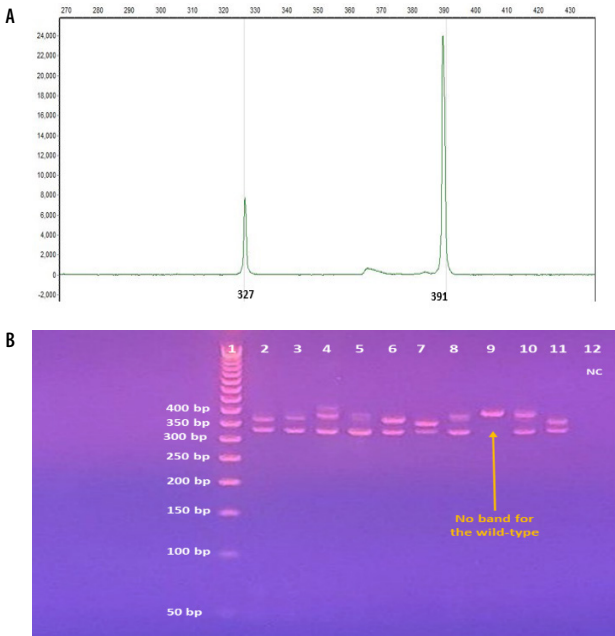 A
270 280 290 300 310 320 330 340 350 360 370 380 390 400 410 420 430
24,000
22,000
20,000
18,000
16,000
14,000
12,000
10,000
8,000
6,000
4,000
2,000
0
-2,000
327 391
B
1 2 3 4 5 6 7 8 9 10 11 12
NC
400 bp
350 bp
300 bp
250 bp
200 bp
150 bp
100 bp
50 bp
No band for
the wild-type